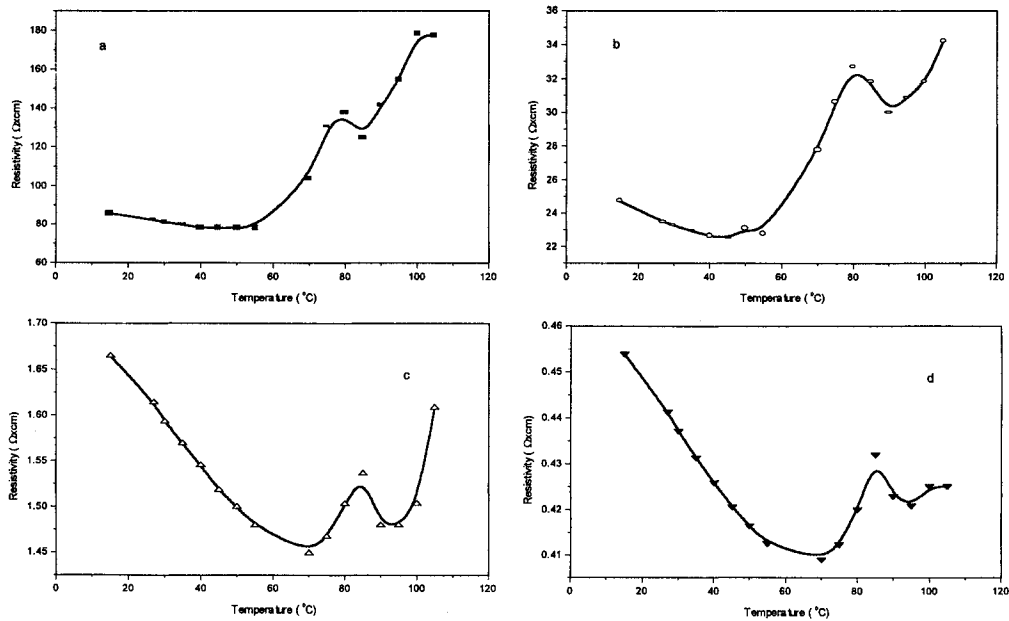 a
180
160
140
120
100
80
60
Resistivity ( Ωxcm)
0 20 40 60 80 100 120
Temperature ( °C)
b
36
34
32
30
28
26
24
22
Resistivity ( Ωxcm)
0 20 40 60 80 100 120
Temperature ( °C)
c
1.70
1.65
1.60
1.55
1.50
1.45
Resistivity ( Ωxcm)
0 20 40 60 80 100 120
Temperature ( °C)
d
0.46
0.45
0.44
0.43
0.42
0.41
Resistivity ( Ωxcm)
0 20 40 60 80 100 120
Temperature ( °C)